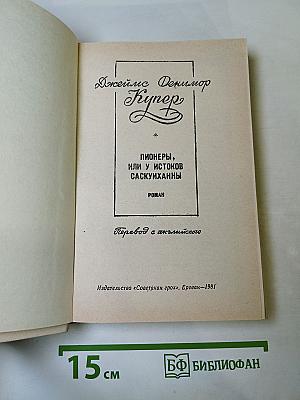 Джеймс Фенимор
Купер
ПИОНЕРЫ,
ИЛИ У ИСТОКОВ
САСКУИХАННЫ
РОМАН
Перевод с английского
Издательство «Советакан грох», Ереван—1981
15 см
БФ БИБЛИОФАН